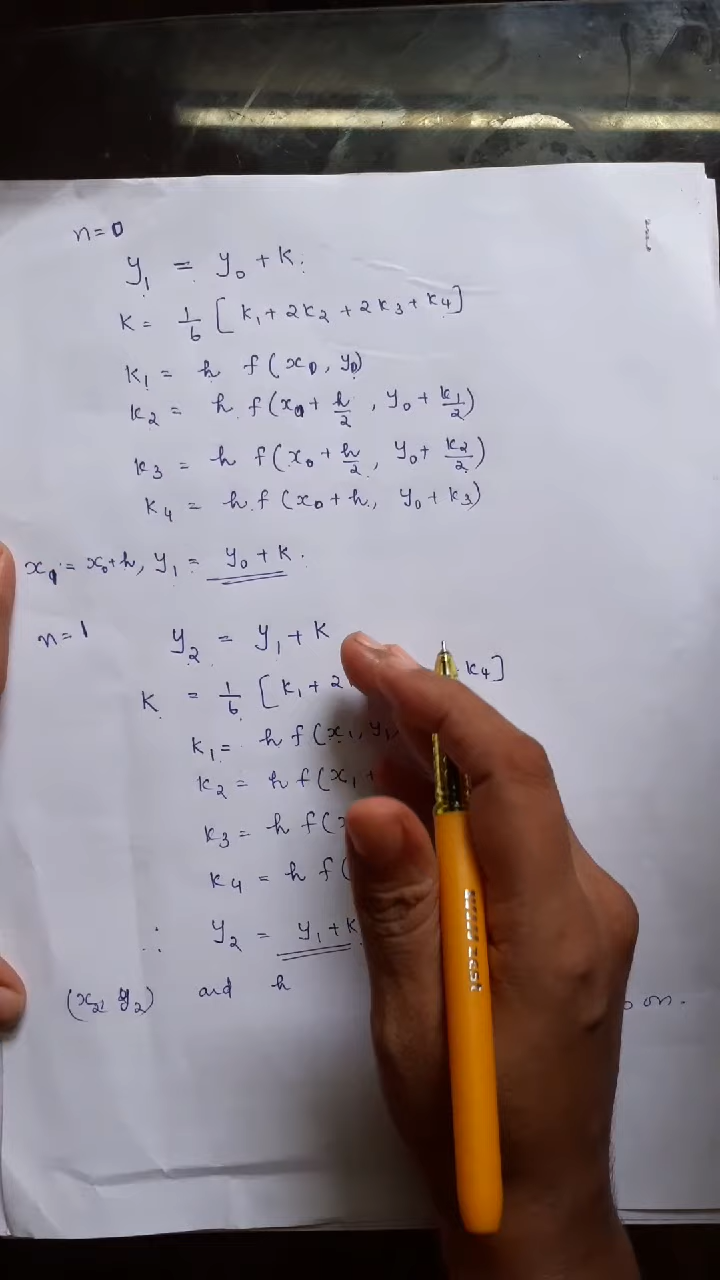 n=0
y₁ = y₀ + K.
K = 1/6 [K₁ + 2K₂ + 2K₃ + K₄]
K₁ = h f(x₀, y₀)
K₂ = h f(x₀ + h/2, y₀ + K₁/2)
K₃ = h f(x₀ + h/2, y₀ + K₂/2)
K₄ = h f(x₀ + h, y₀ + K₃)
x₁ = x₀ + h, y₁ = y₀ + K.
n=1 y₂ = y₁ + K
K = 1/6 [K₁ + 2 K₄]
K₁ = h f(x₁, y₁
K₂ = h f(x₁ +
K₃ = h f(x
K₄ = h f(
∴ y₂ = y₁ + K
(x₂, y₂) and h on.